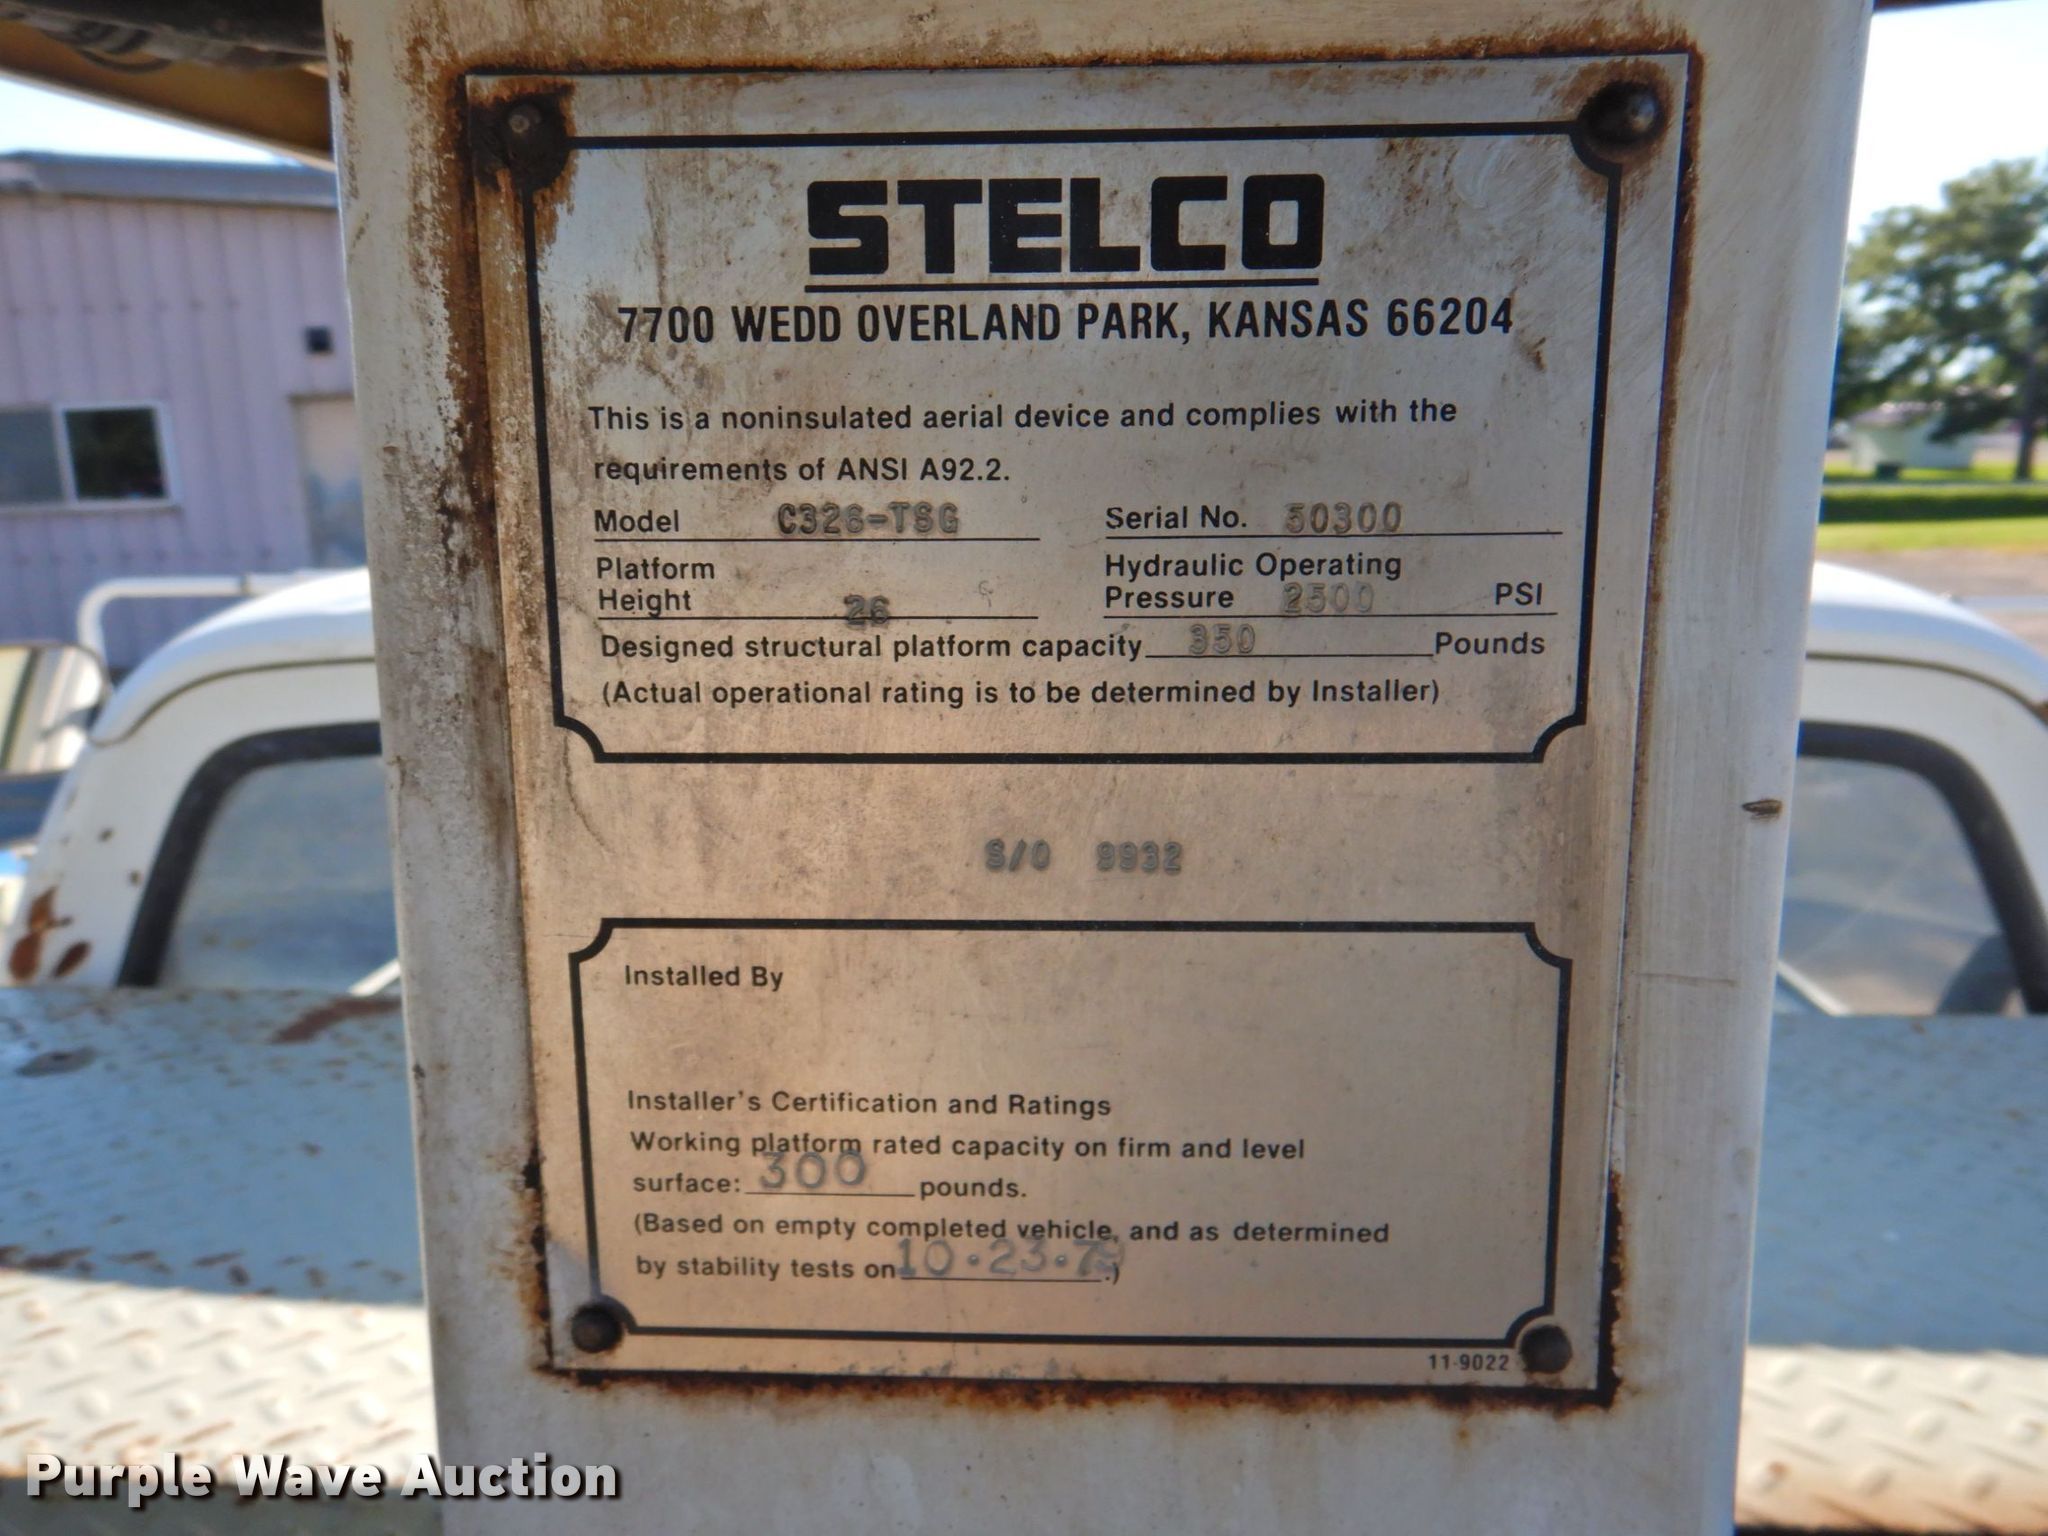 STELCO
7700 WEDD OVERLAND PARK, KANSAS 66204
This is a noninsulated aerial device and complies with the
requirements of ANSI A92.2.
Model C326-TSG Serial No. 50300
Platform Height 26 Hydraulic Operating Pressure 2500 PSI
Designed structural platform capacity 350 Pounds
(Actual operational rating is to be determined by Installer)
S/O 9932
Installed By
Installer's Certification and Ratings
Working platform rated capacity on firm and level
surface: 300 pounds.
(Based on empty completed vehicle, and as determined
by stability tests on 10·23·79.)
11-9022
Purple Wave Auction